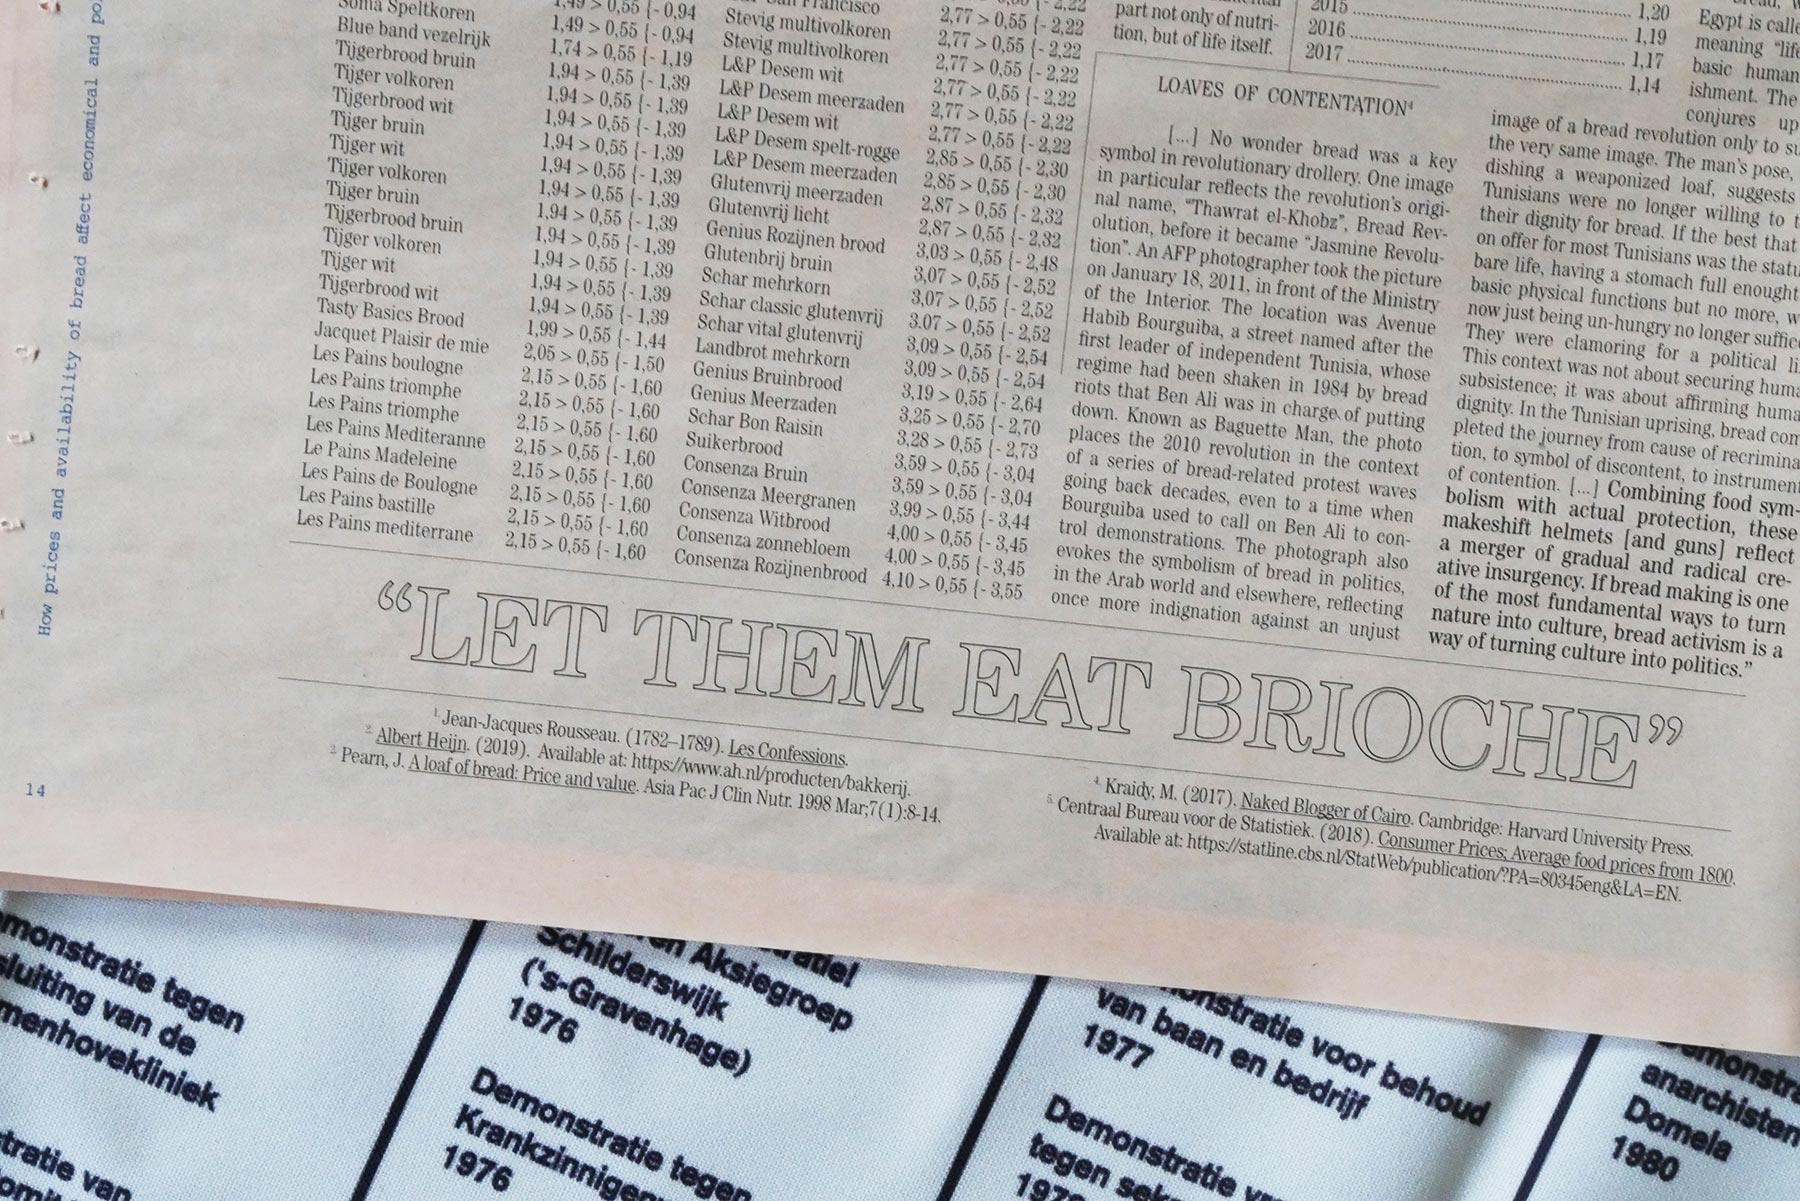 How prices and availability of bread affect economical and po
14
1,49 > 0,55 {- 0,94
Soma Speltkoren 1,49 > 0,55 {- 0,94
Blue band vezelrijk 1,74 > 0,55 {- 1,19
Tijgerbrood bruin 1,94 > 0,55 {- 1,39
Tijger volkoren 1,94 > 0,55 {- 1,39
Tijgerbrood wit 1,94 > 0,55 {- 1,39
Tijger bruin 1,94 > 0,55 {- 1,39
Tijger wit 1,94 > 0,55 {- 1,39
Tijger volkoren 1,94 > 0,55 {- 1,39
Tijger bruin 1,94 > 0,55 {- 1,39
Tijgerbrood bruin 1,94 > 0,55 {- 1,39
Tijger volkoren 1,94 > 0,55 {- 1,39
Tijger wit 1,94 > 0,55 {- 1,39
Tijgerbrood wit 1,94 > 0,55 {- 1,39
Tasty Basics Brood 1,99 > 0,55 {- 1,44
Jacquet Plaisir de mie 2,05 > 0,55 {- 1,50
Les Pains boulogne 2,15 > 0,55 {- 1,60
Les Pains triomphe 2,15 > 0,55 {- 1,60
Les Pains triomphe 2,15 > 0,55 {- 1,60
Les Pains Mediteranne 2,15 > 0,55 {- 1,60
Le Pains Madeleine 2,15 > 0,55 {- 1,60
Les Pains de Boulogne 2,15 > 0,55 {- 1,60
Les Pains bastille 2,15 > 0,55 {- 1,60
Les Pains mediterrane 2,15 > 0,55 {- 1,60
0,55 {- 2,22
San Francisco 2,77 > 0,55 {- 2,22
Stevig multivolkoren 2,77 > 0,55 {- 2,22
Stevig multivolkoren 2,77 > 0,55 {- 2,22
L&P Desem wit 2,77 > 0,55 {- 2,22
L&P Desem meerzaden 2,77 > 0,55 {- 2,22
L&P Desem wit 2,77 > 0,55 {- 2,22
L&P Desem spelt-rogge 2,85 > 0,55 {- 2,30
L&P Desem meerzaden 2,85 > 0,55 {- 2,30
Glutenvrij meerzaden 2,87 > 0,55 {- 2,32
Glutenvrij licht 2,87 > 0,55 {- 2,32
Genius Rozijnen brood 3,03 > 0,55 {- 2,48
Glutenbrij bruin 3,07 > 0,55 {- 2,52
Schar mehrkorn 3,07 > 0,55 {- 2,52
Schar classic glutenvrij 3.07 > 0,55 {- 2,52
Schar vital glutenvrij 3,09 > 0,55 {- 2,54
Landbrot mehrkorn 3,09 > 0,55 {- 2,54
Genius Bruinbrood 3,19 > 0,55 {- 2,64
Genius Meerzaden 3,25 > 0,55 {- 2,70
Schar Bon Raisin 3,28 > 0,55 {- 2,73
Suikerbrood 3,59 > 0,55 {- 3,04
Consenza Bruin 3,59 > 0,55 {- 3,04
Consenza Meergranen 3,99 > 0,55 {- 3,44
Consenza Witbrood 4,00 > 0,55 {- 3,45
Consenza zonnebloem 4,00 > 0,55 {- 3,45
Consenza Rozijnenbrood 4,10 > 0,55 {- 3,55
part not only of nutri-
tion, but of life itself.
2015 1,20
2016 1,19
2017 1,17
1,14
LOAVES OF CONTENTATION⁴
[...] No wonder bread was a key
symbol in revolutionary drollery. One image
in particular reflects the revolution's origi-
nal name, “Thawrat el-Khobz”, Bread Rev-
olution, before it became “Jasmine Revolu-
tion”. An AFP photographer took the picture
on January 18, 2011, in front of the Ministry
of the Interior. The location was Avenue
Habib Bourguiba, a street named after the
first leader of independent Tunisia, whose
regime had been shaken in 1984 by bread
riots that Ben Ali was in charge of putting
down. Known as Baguette Man, the photo
places the 2010 revolution in the context
of a series of bread-related protest waves
going back decades, even to a time when
Bourguiba used to call on Ben Ali to con-
trol demonstrations. The photograph also
evokes the symbolism of bread in politics,
in the Arab world and elsewhere, reflecting
once more indignation against an unjust
Egypt is calle
meaning “life
basic human
ishment. The
conjures up
image of a bread revolution only to su
the very same image. The man's pose,
dishing a weaponized loaf, suggests
Tunisians were no longer willing to t
their dignity for bread. If the best that
on offer for most Tunisians was the statu
bare life, having a stomach full enought
basic physical functions but no more, w
now just being un-hungry no longer suffice
They were clamoring for a political li
This context was not about securing huma
subsistence; it was about affirming huma
dignity. In the Tunisian uprising, bread com
pleted the journey from cause of recrimina
tion, to symbol of discontent, to instrument
of contention. [...] Combining food sym-
bolism with actual protection, these
makeshift helmets [and guns] reflect
a merger of gradual and radical cre-
ative insurgency. If bread making is one
of the most fundamental ways to turn
nature into culture, bread activism is a
way of turning culture into politics.”
“LET THEM EAT BRIOCHE”
1. Jean-Jacques Rousseau. (1782–1789). Les Confessions.
2. Albert Heijn. (2019). Available at: https://www.ah.nl/producten/bakkerij.
3. Pearn, J. A loaf of bread: Price and value. Asia Pac J Clin Nutr. 1998 Mar;7(1):8-14.
4. Kraidy, M. (2017). Naked Blogger of Cairo. Cambridge: Harvard University Press.
5. Centraal Bureau voor de Statistiek. (2018). Consumer Prices; Average food prices from 1800.
Available at: https://statline.cbs.nl/StatWeb/publication/?PA=80345eng&LA=EN.
monstratie tegen
sluiting van de
menhovekliniek
tratie van
Aksiegroep
Schilderswijk
('s-Gravenhage)
1976
Demonstratie tegen
Krankzinnigen
1976
monstratie voor behoud
van baan en bedrijf
1977
Demonstratie
tegen
anarchisten
Domela
1980